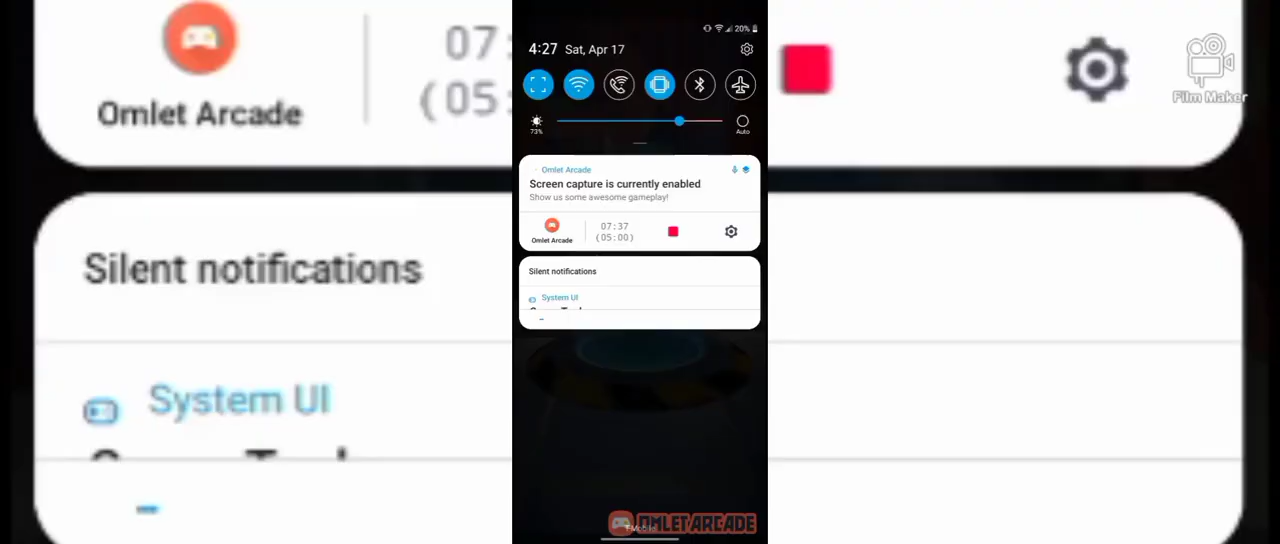 20%
4:27 Sat, Apr 17
73%
Auto
Omlet Arcade
Screen capture is currently enabled
Show us some awesome gameplay!
Omlet Arcade
07:37
(05:00)
Silent notifications
System UI
T-Mobile
OMLET ARCADE
Omlet Arcade
07:
(05:
Silent notifications
System UI
Film Maker